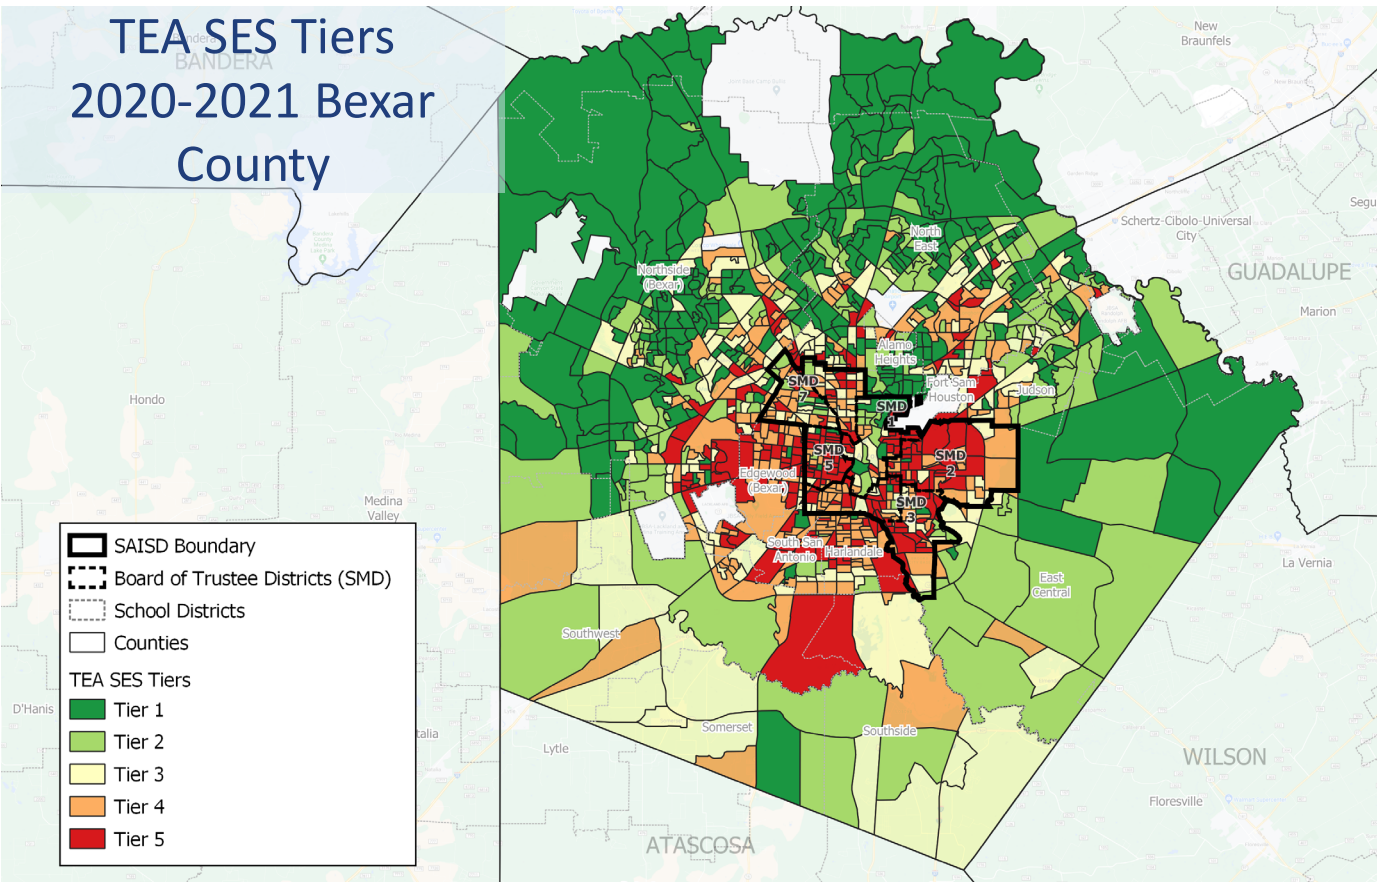 TEA SES Tiers
2020-2021 Bexar
County
BANDERA
New
Braunfels
North
East
Schertz-Cibolo-Universal
City
Segu
GUADALUPE
Northside
(Bexar)
Marion
Alamo
Heights
SMD
7
Fort Sam
Houston
Judson
Hondo
SMD
1
SMD
5
SMD
2
Edgewood
(Bexar)
SMD
3
Medina
Valley
South San
Antonio
Harlandale
East
Central
La Vernia
Southwest
SAISD Boundary
Board of Trustee Districts (SMD)
School Districts
Counties
TEA SES Tiers
Tier 1
Tier 2
Tier 3
Tier 4
Tier 5
D'Hanis
talia
Lytle
Somerset
Southside
WILSON
Floresville
ATASCOSA